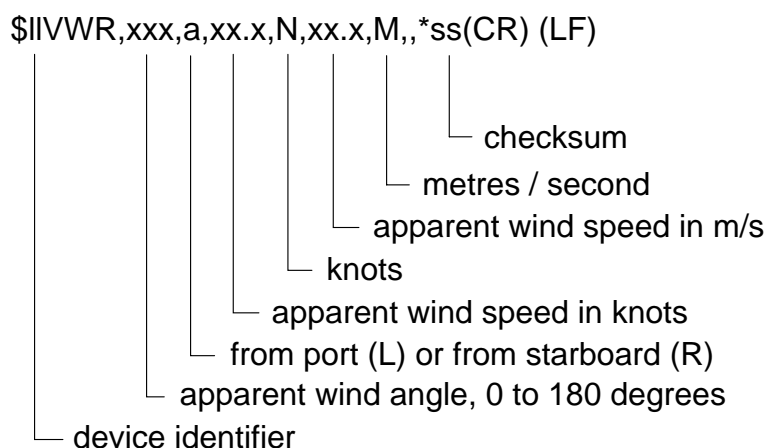 $IIVWR,xxx,a,xx.x,N,xx.x,M,,*ss(CR) (LF)
checksum
metres / second
apparent wind speed in m/s
knots
apparent wind speed in knots
from port (L) or from starboard (R)
apparent wind angle, 0 to 180 degrees
device identifier